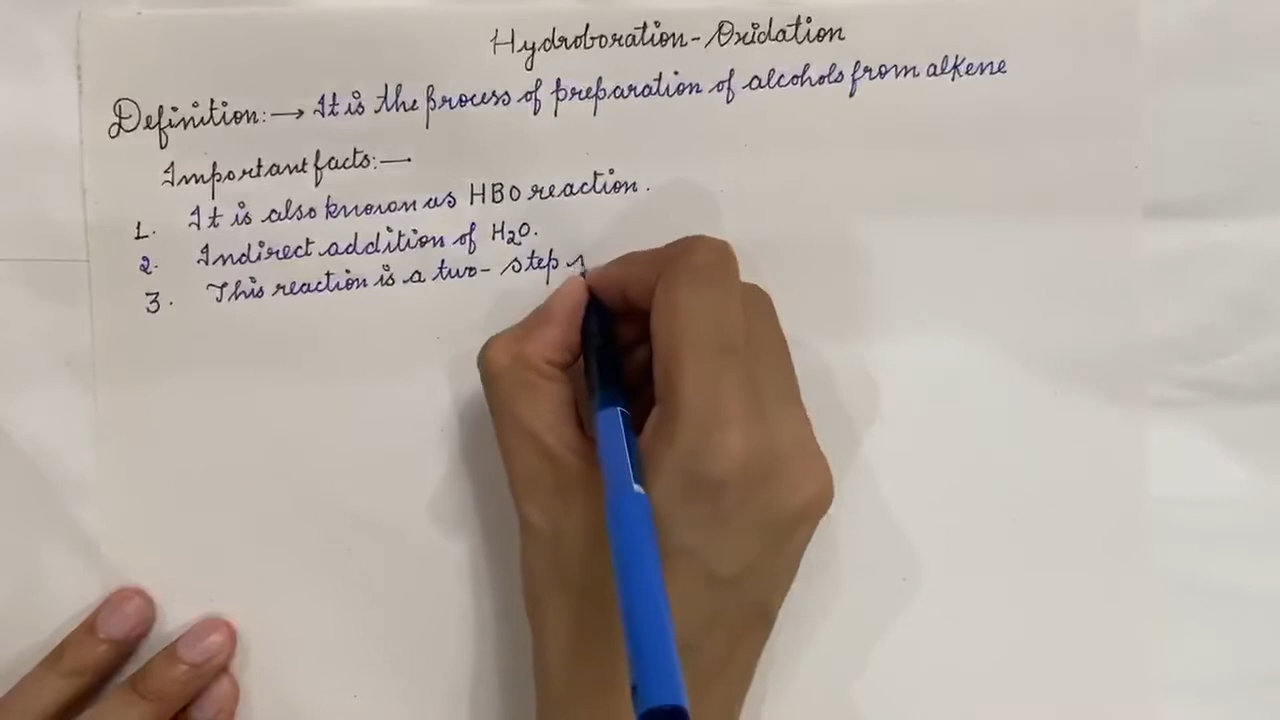 Hydroboration-Oxidation
Definition:→ It is the process of preparation of alcohols from alkene
Important facts:—
1. It is also known as HBO reaction.
2. Indirect addition of H₂O.
3. This reaction is a two-step